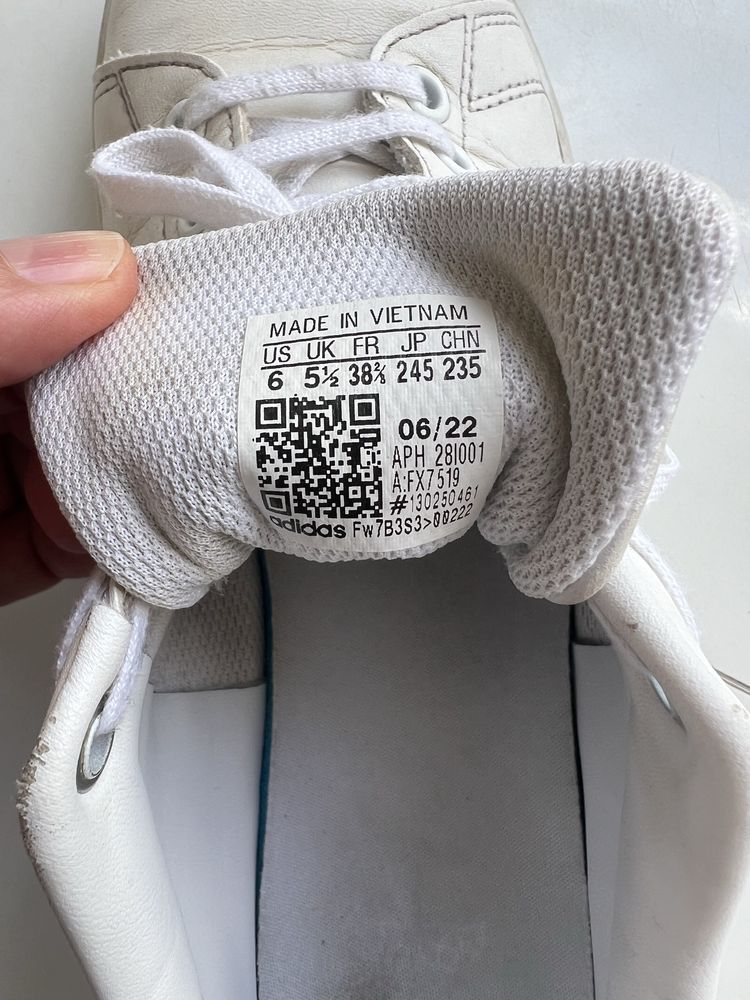 MADE IN VIETNAM
US UK FR JP CHN
6 5½ 38⅔ 245 235
06/22
APH 28I001
A:FX7519
#130250461
adidas Fw7B3S3>00222